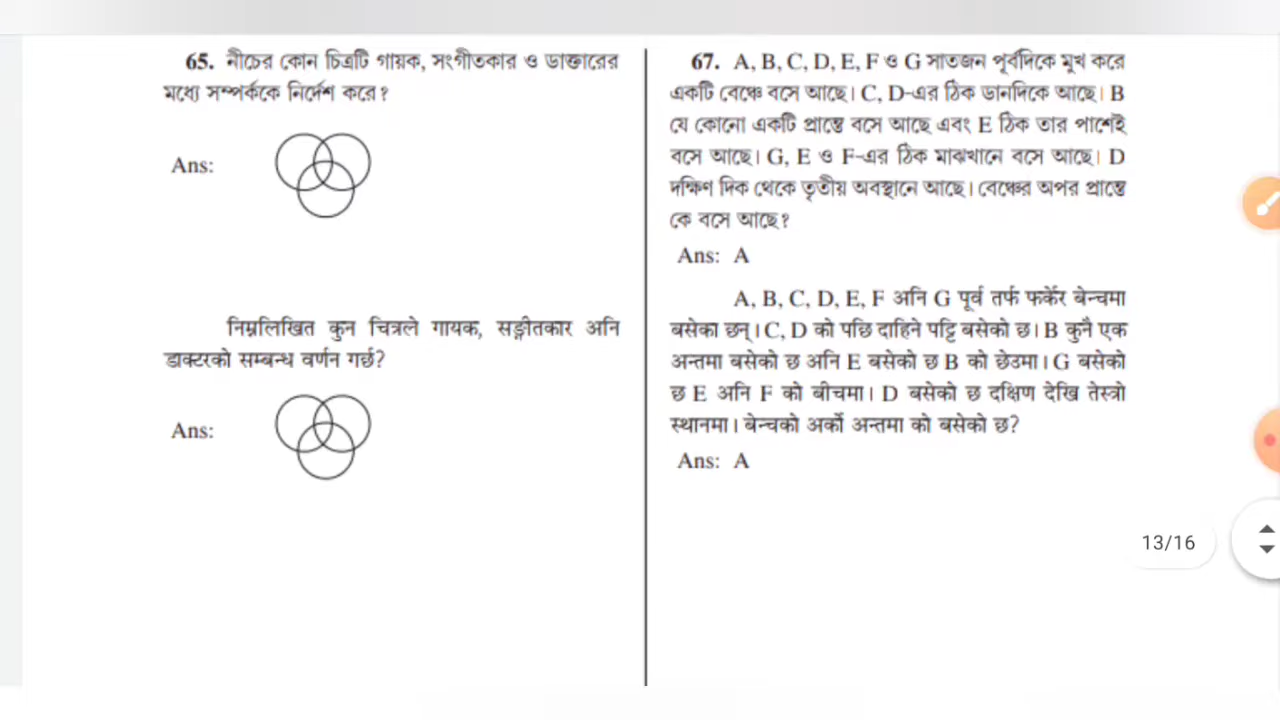 65. নীচের কোন চিত্রটি গায়ক, সংগীতকার ও ডাক্তারের
মধ্যে সম্পর্ককে নির্দেশ করে?
Ans:
निम्नलिखित कुन चित्रले गायक, सङ्गीतकार अनि
डाक्टरको सम्बन्ध वर्णन गर्छ?
Ans:
67. A, B, C, D, E, F ও G সাতজন পূর্বদিকে মুখ করে
একটি বেঞ্চে বসে আছে। C, D-এর ঠিক ডানদিকে আছে। B
যে কোনো একটি প্রান্তে বসে আছে এবং E ঠিক তার পাশেই
বসে আছে। G, E ও F-এর ঠিক মাঝখানে বসে আছে। D
দক্ষিণ দিক থেকে তৃতীয় অবস্থানে আছে। বেঞ্চের অপর প্রান্তে
কে বসে আছে?
Ans: A
A, B, C, D, E, F अनि G पूर्व तर्फ फर्केर बेन्चमा
बसेका छन्। C, D को पछि दाहिने पट्टि बसेको छ। B कुनै एक
अन्तमा बसेको छ अनि E बसेको छ B को छेउमा। G बसेको
छ E अनि F को बीचमा। D बसेको छ दक्षिण देखि तेस्त्रो
स्थानमा। बेन्चको अर्को अन्तमा को बसेको छ?
Ans: A
13/16